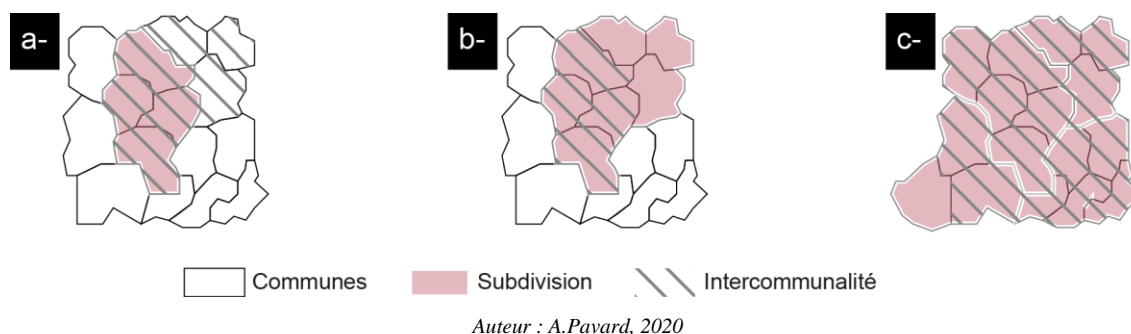 a- b- c-
Communes Subdivision Intercommunalité
Auteur : A.Pavard, 2020